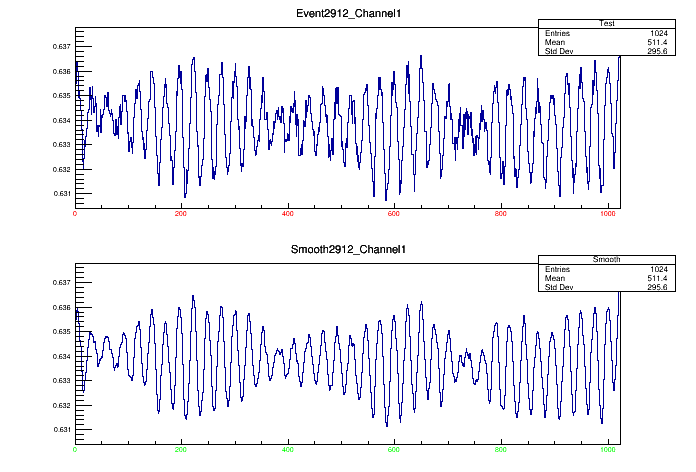 Event2912_Channel1
Test
Entries 1024
Mean 511.4
Std Dev 295.6
0.637
0.636
0.635
0.634
0.633
0.632
0.631
0 200 400 600 800 1000
Smooth2912_Channel1
Smooth
Entries 1024
Mean 511.4
Std Dev 295.6
0.637
0.636
0.635
0.634
0.633
0.632
0.631
0 200 400 600 800 1000